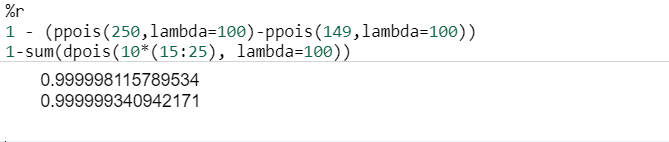 %r
1 - (ppois(250,lambda=100)-ppois(149,lambda=100))
1-sum(dpois(10*(15:25), lambda=100))
0.999998115789534
0.999999340942171